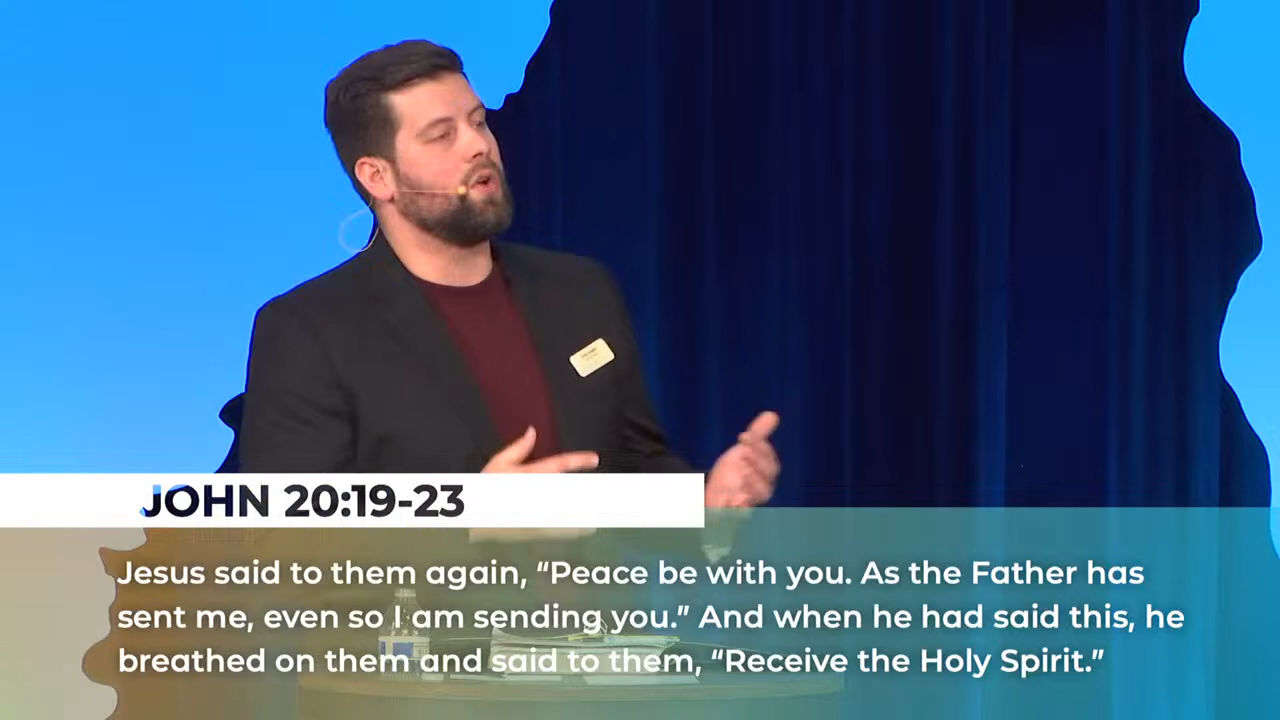 JOHN 20:19-23
Jesus said to them again, “Peace be with you. As the Father has
sent me, even so I am sending you.” And when he had said this, he
breathed on them and said to them, “Receive the Holy Spirit.”